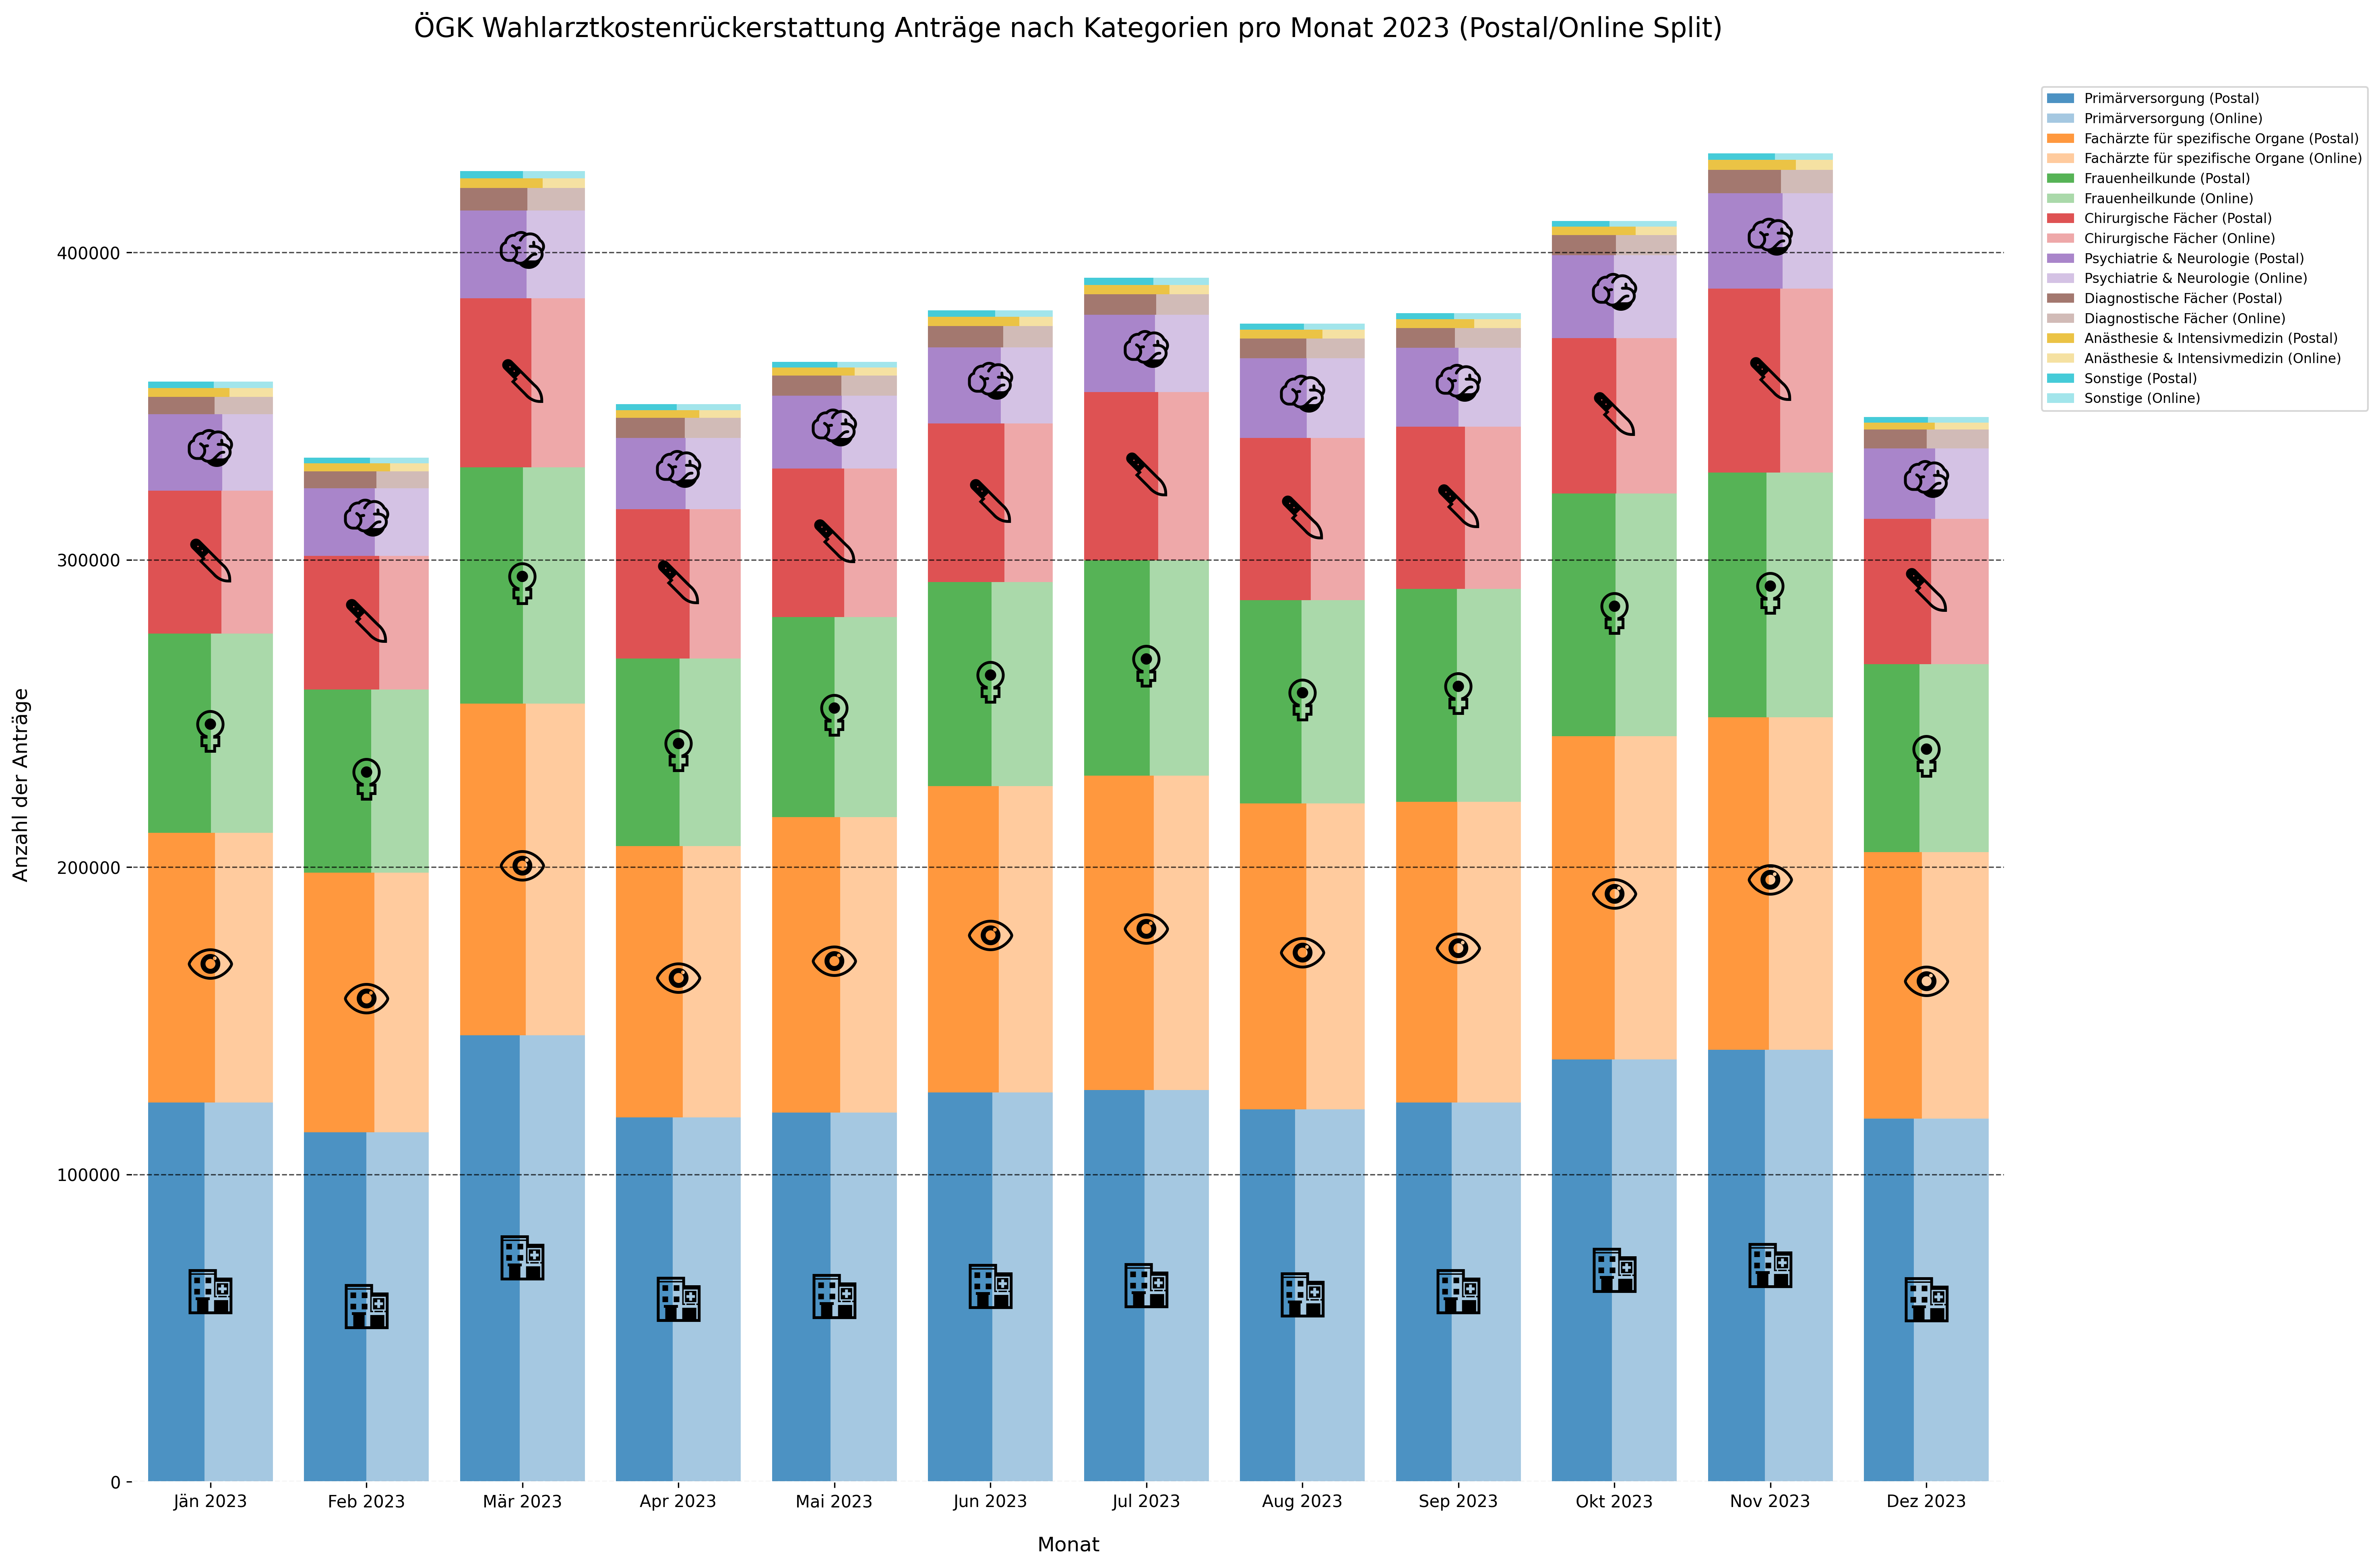 ÖGK Wahlarztkostenrückerstattung Anträge nach Kategorien pro Monat 2023 (Postal/Online Split)
Primärversorgung (Postal)
Primärversorgung (Online)
Fachärzte für spezifische Organe (Postal)
Fachärzte für spezifische Organe (Online)
Frauenheilkunde (Postal)
Frauenheilkunde (Online)
Chirurgische Fächer (Postal)
Chirurgische Fächer (Online)
Psychiatrie & Neurologie (Postal)
Psychiatrie & Neurologie (Online)
Diagnostische Fächer (Postal)
Diagnostische Fächer (Online)
Anästhesie & Intensivmedizin (Postal)
Anästhesie & Intensivmedizin (Online)
Sonstige (Postal)
Sonstige (Online)
Anzahl der Anträge
400000
300000
200000
100000
0
Jän 2023
Feb 2023
Mär 2023
Apr 2023
Mai 2023
Jun 2023
Jul 2023
Aug 2023
Sep 2023
Okt 2023
Nov 2023
Dez 2023
Monat